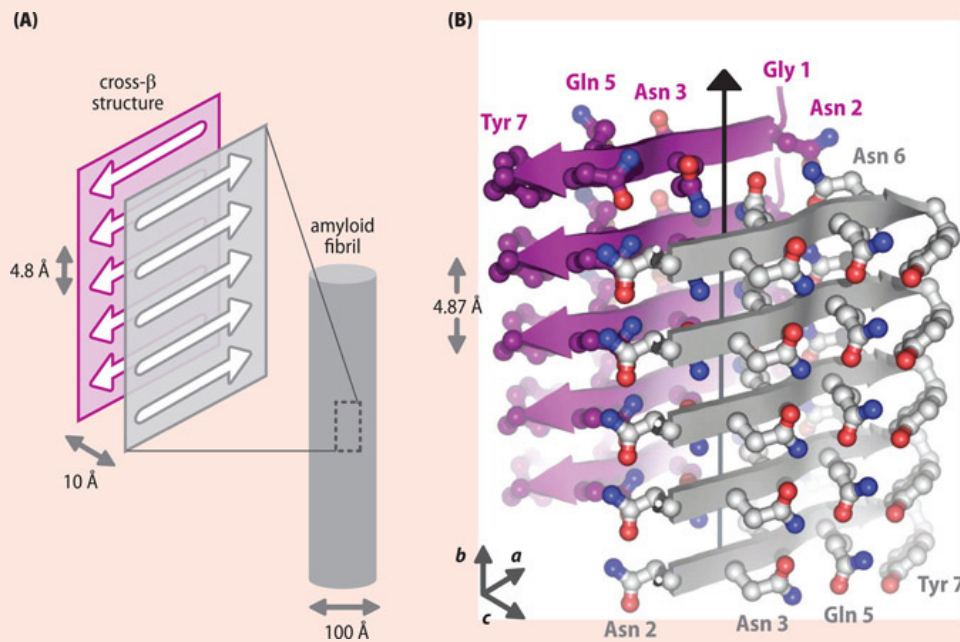 (A)
cross-β
structure
4.8 Å
10 Å
amyloid
fibril
100 Å
(B)
Gly 1
Gln 5
Asn 3
Asn 2
Tyr 7
Asn 6
4.87 Å
b
a
c
Tyr 7
Gln 5
Asn 2
Asn 3